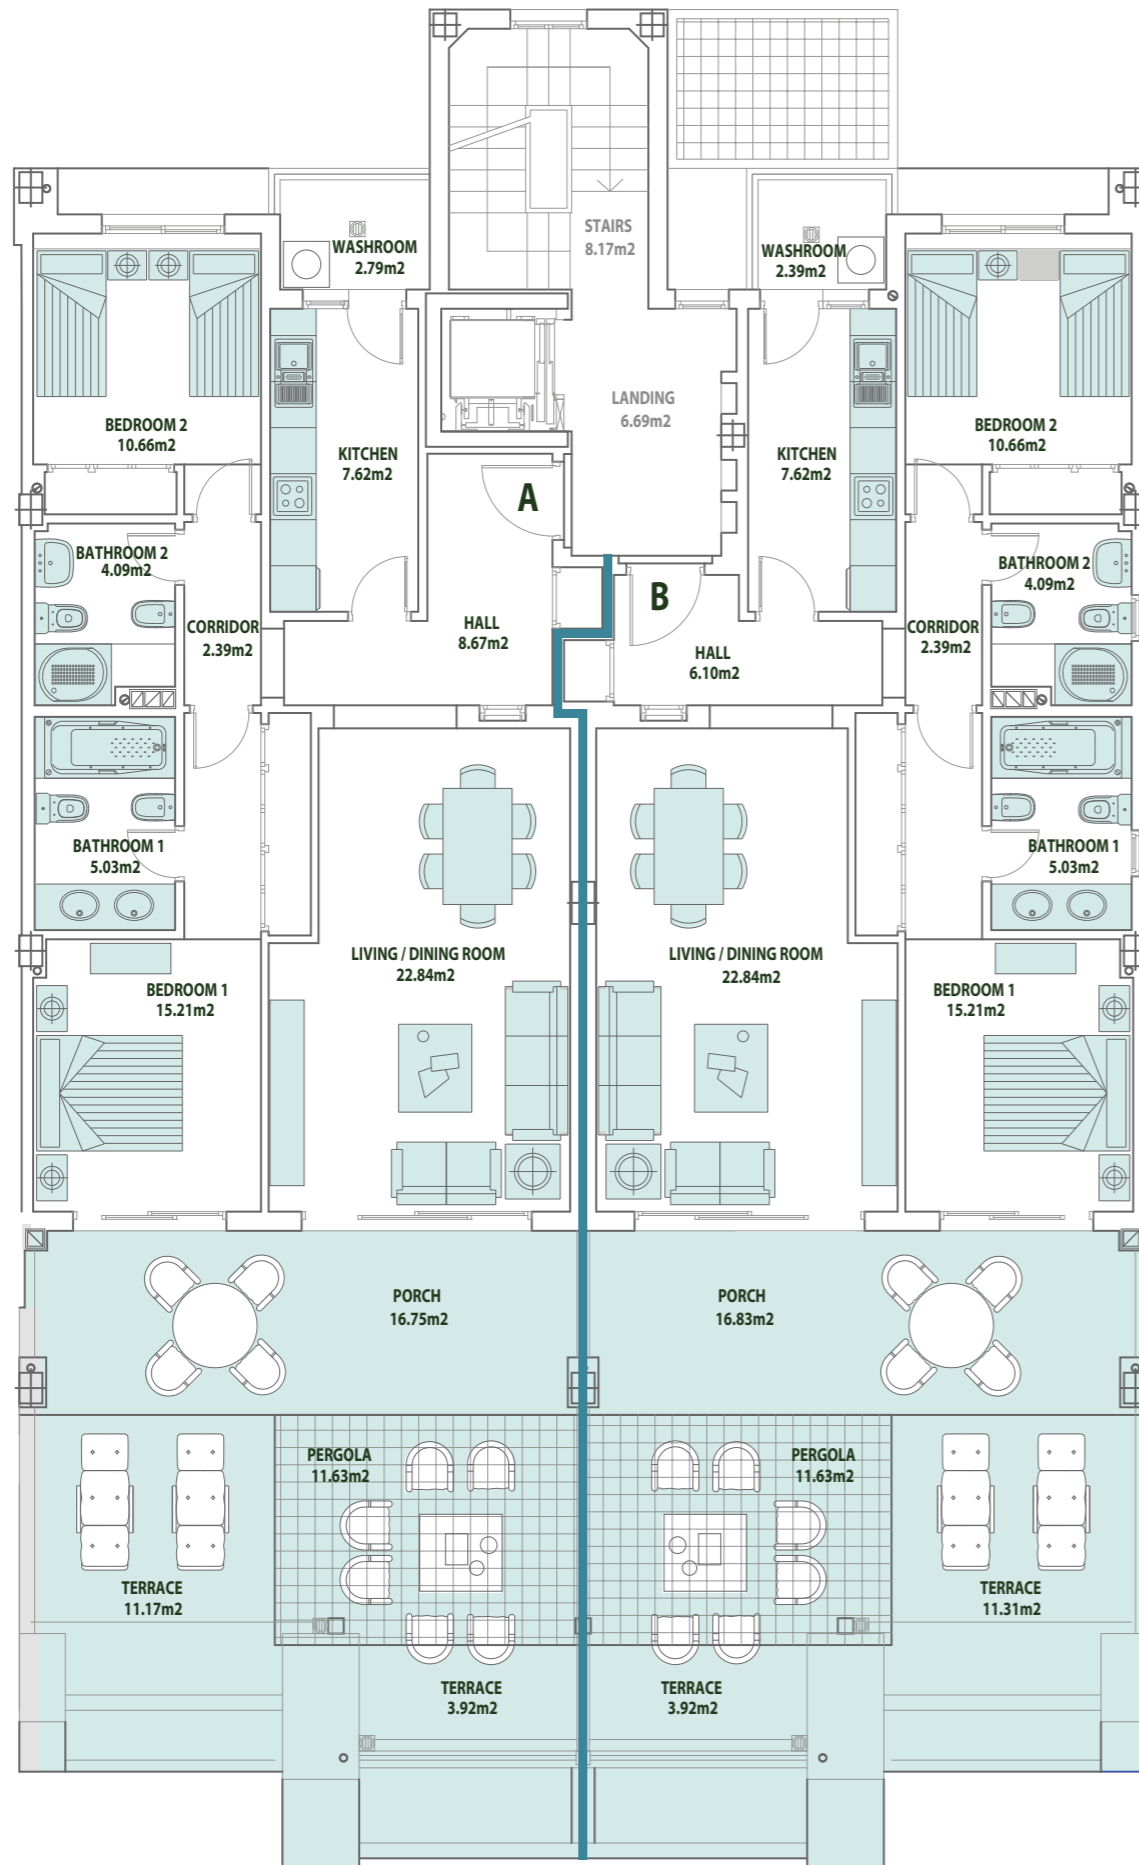 STAIRS
8.17m2
WASHROOM
2.79m2
WASHROOM
2.39m2
LANDING
6.69m2
BEDROOM 2
10.66m2
KITCHEN
7.62m2
KITCHEN
7.62m2
BEDROOM 2
10.66m2
A
BATHROOM 2
4.09m2
BATHROOM 2
4.09m2
B
CORRIDOR
2.39m2
HALL
8.67m2
HALL
6.10m2
CORRIDOR
2.39m2
BATHROOM 1
5.03m2
BATHROOM 1
5.03m2
LIVING / DINING ROOM
22.84m2
LIVING / DINING ROOM
22.84m2
BEDROOM 1
15.21m2
BEDROOM 1
15.21m2
PORCH
16.75m2
PORCH
16.83m2
PERGOLA
11.63m2
PERGOLA
11.63m2
TERRACE
11.17m2
TERRACE
11.31m2
TERRACE
3.92m2
TERRACE
3.92m2